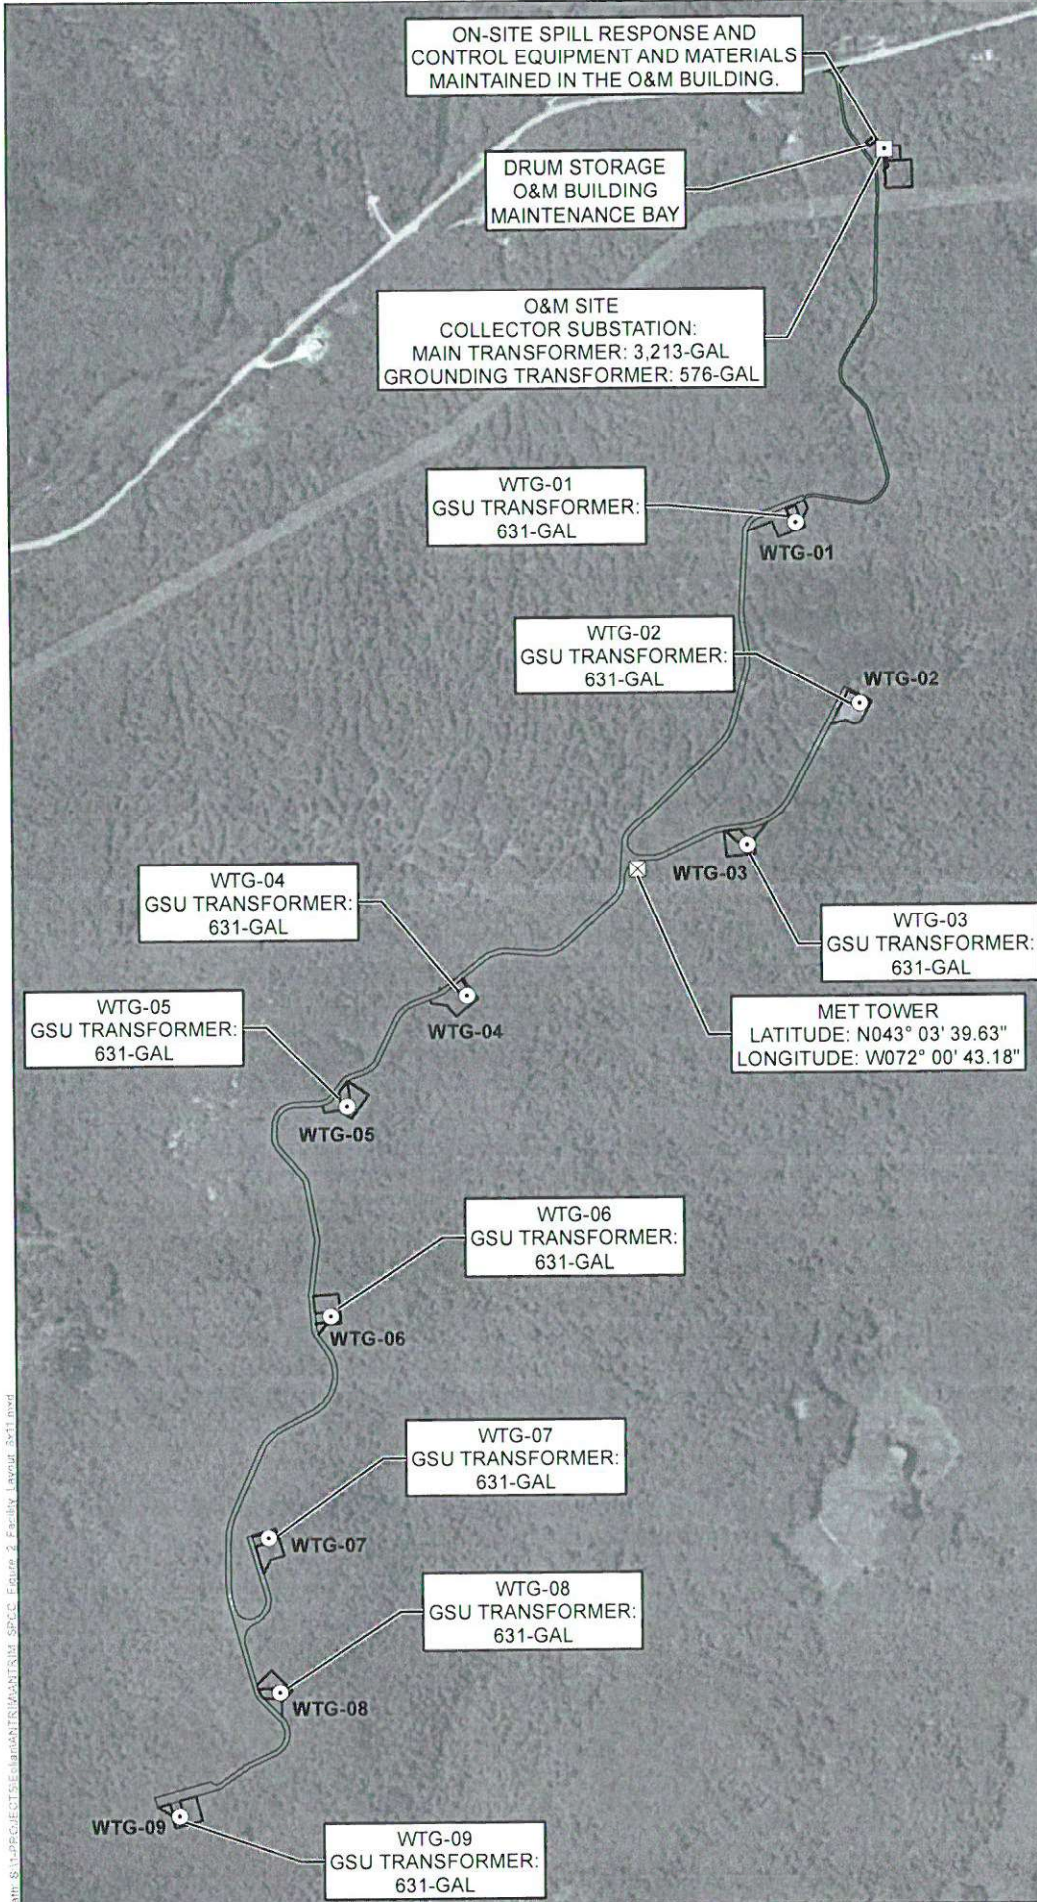 ON-SITE SPILL RESPONSE AND
CONTROL EQUIPMENT AND MATERIALS
MAINTAINED IN THE O&M BUILDING.
DRUM STORAGE
O&M BUILDING
MAINTENANCE BAY
O&M SITE
COLLECTOR SUBSTATION:
MAIN TRANSFORMER: 3,213-GAL
GROUNDING TRANSFORMER: 576-GAL
WTG-01
GSU TRANSFORMER:
631-GAL
WTG-01
WTG-02
GSU TRANSFORMER:
631-GAL
WTG-02
WTG-03
WTG-03
GSU TRANSFORMER:
631-GAL
MET TOWER
LATITUDE: N043° 03' 39.63"
LONGITUDE: W072° 00' 43.18"
WTG-04
GSU TRANSFORMER:
631-GAL
WTG-04
WTG-05
GSU TRANSFORMER:
631-GAL
WTG-05
WTG-06
GSU TRANSFORMER:
631-GAL
WTG-06
WTG-07
GSU TRANSFORMER:
631-GAL
WTG-07
WTG-08
GSU TRANSFORMER:
631-GAL
WTG-08
WTG-09
WTG-09
GSU TRANSFORMER:
631-GAL